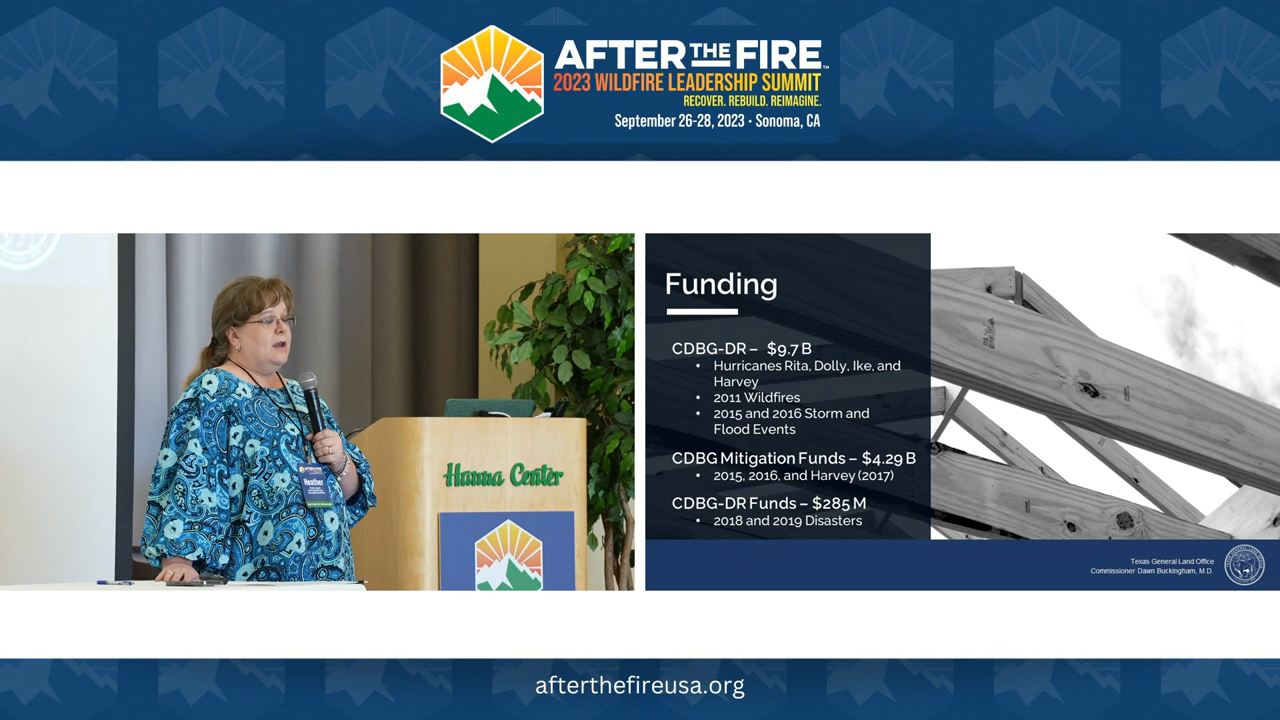 AFTER THE FIRE™
2023 WILDFIRE LEADERSHIP SUMMIT
RECOVER. REBUILD. REIMAGINE.
September 26-28, 2023 • Sonoma, CA
Heather
Hanna Center
Funding
CDBG-DR – $9.7 B
• Hurricanes Rita, Dolly, Ike, and
Harvey
• 2011 Wildfires
• 2015 and 2016 Storm and
Flood Events
CDBG Mitigation Funds – $4.29 B
• 2015, 2016, and Harvey (2017)
CDBG-DR Funds – $285 M
• 2018 and 2019 Disasters
Texas General Land Office
Commissioner Dawn Buckingham, M.D.
afterthefireusa.org